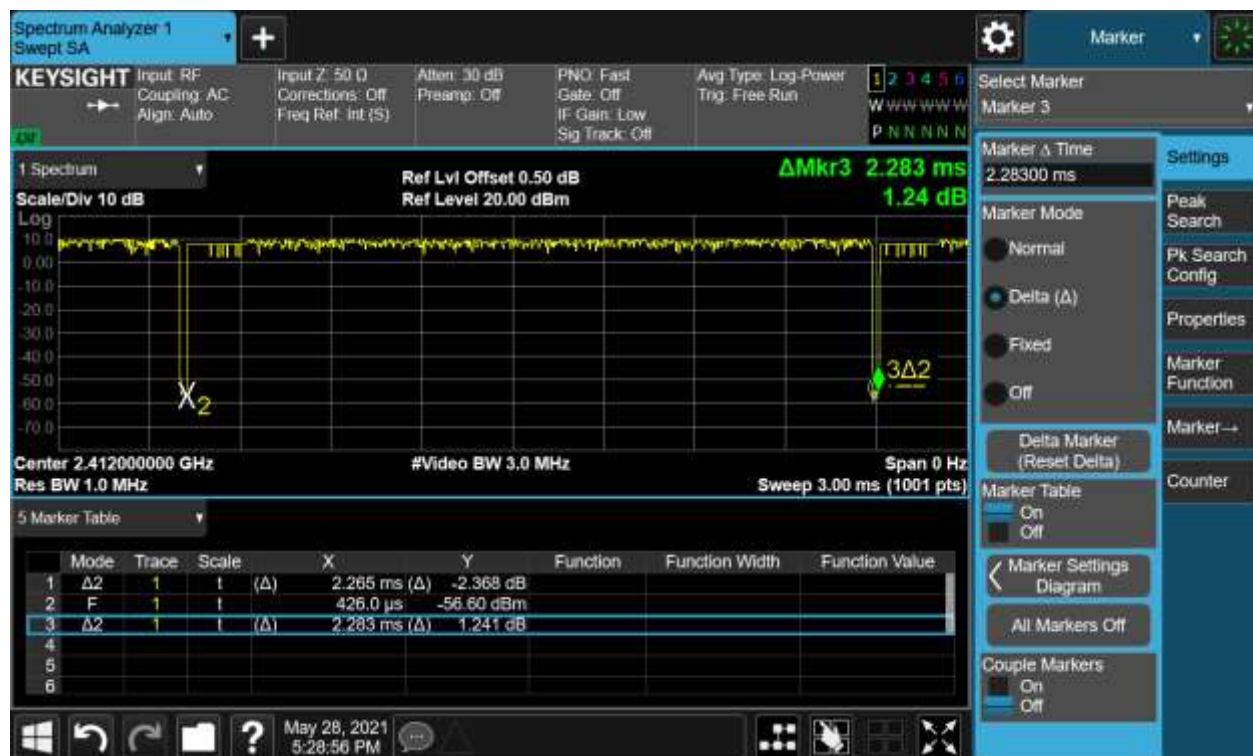 Spectrum Analyzer 1
Swept SA
Marker
KEYSIGHT
Input: RF
Coupling: AC
Align: Auto
Input Z: 50 Ω
Corrections: Off
Freq Ref: Int (S)
Atten: 30 dB
Preamp: Off
PNO: Fast
Gate: Off
IF Gain: Low
Sig Track: Off
Avg Type: Log-Power
Trig: Free Run
1 2 3 4 5 6
W W W W W W
P N N N N N
Select Marker
Marker 3
1 Spectrum
Scale/Div 10 dB
Ref Lvl Offset 0.50 dB
Ref Level 20.00 dBm
ΔMkr3 2.283 ms
1.24 dB
Log
10.0
0.00
-10.0
-20.0
-30.0
-40.0
-50.0
-60.0
-70.0
X2
3Δ2
Center 2.412000000 GHz
#Video BW 3.0 MHz
Span 0 Hz
Res BW 1.0 MHz
Sweep 3.00 ms (1001 pts)
Marker Δ Time
2.28300 ms
Marker Mode
Normal
Delta (Δ)
Fixed
Off
Delta Marker
(Reset Delta)
Marker Table
On
Off
Marker Settings
Diagram
All Markers Off
Couple Markers
On
Off
Settings
Peak
Search
Pk Search
Config
Properties
Marker
Function
Marker→
Counter
5 Marker Table
Mode Trace Scale X Y Function Function Width Function Value
1 Δ2 1 t (Δ) 2.265 ms (Δ) -2.368 dB
2 F 1 t 426.0 µs -56.60 dBm
3 Δ2 1 t (Δ) 2.283 ms (Δ) 1.241 dB
4
5
6
?
May 28, 2021
5:28:56 PM